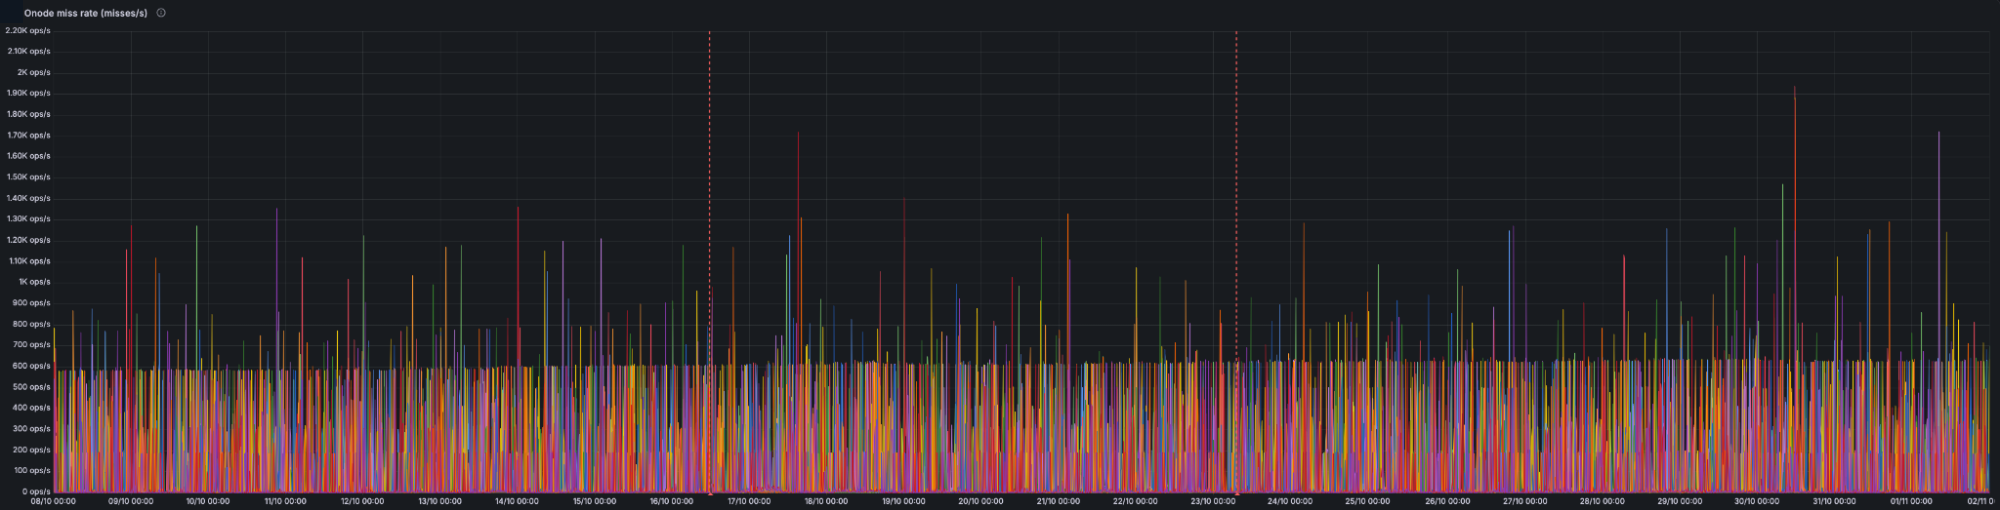 Onode miss rate (misses/s)
2.20K ops/s
2.10K ops/s
2K ops/s
1.90K ops/s
1.80K ops/s
1.70K ops/s
1.60K ops/s
1.50K ops/s
1.40K ops/s
1.30K ops/s
1.20K ops/s
1.10K ops/s
1K ops/s
900 ops/s
800 ops/s
700 ops/s
600 ops/s
500 ops/s
400 ops/s
300 ops/s
200 ops/s
100 ops/s
0 ops/s
08/10 00:00 09/10 00:00 10/10 00:00 11/10 00:00 12/10 00:00 13/10 00:00 14/10 00:00 15/10 00:00 16/10 00:00 17/10 00:00 18/10 00:00 19/10 00:00 20/10 00:00 21/10 00:00 22/10 00:00 23/10 00:00 24/10 00:00 25/10 00:00 26/10 00:00 27/10 00:00 28/10 00:00 29/10 00:00 30/10 00:00 31/10 00:00 01/11 00:00 02/11 0